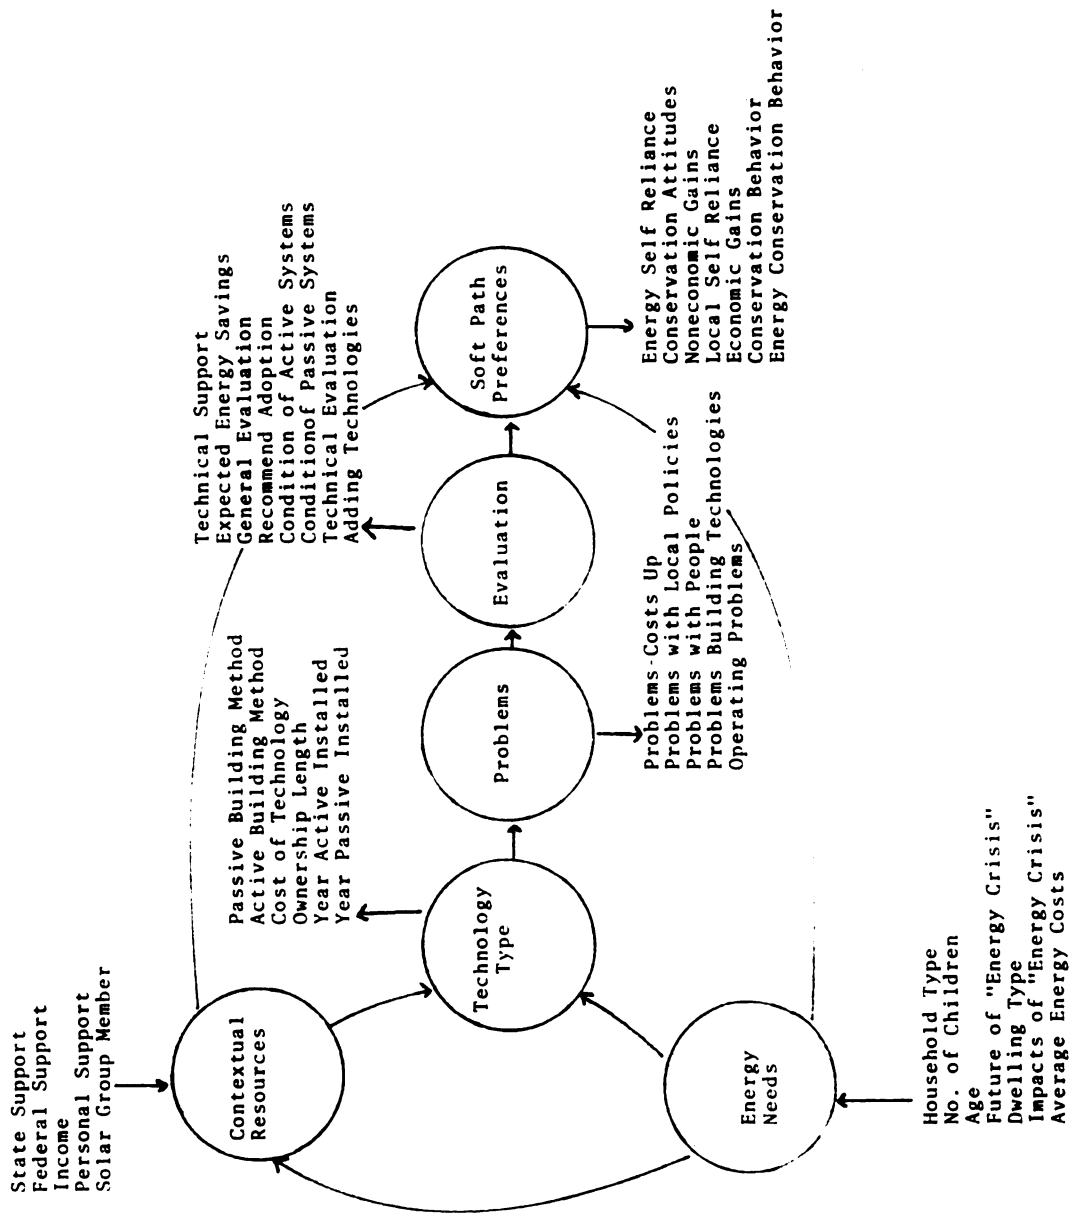 State Support
Federal Support
Income
Personal Support
Solar Group Member
Contextual
Resources
Passive Building Method
Active Building Method
Cost of Technology
Ownership Length
Year Active Installed
Year Passive Installed
Technical Support
Expected Energy Savings
General Evaluation
Recommend Adoption
Condition of Active Systems
Conditionof Passive Systems
Technical Evaluation
Adding Technologies
Technology
Type
Problems
Evaluation
Soft Path
Preferences
Energy
Needs
Household Type
No. of Children
Age
Future of "Energy Crisis"
Dwelling Type
Impacts of "Energy Crisis"
Average Energy Costs
Problems-Costs Up
Problems with Local Policies
Problems with People
Problems Building Technologies
Operating Problems
Energy Self Reliance
Conservation Attitudes
Noneconomic Gains
Local Self Reliance
Economic Gains
Conservation Behavior
Energy Conservation Behavior